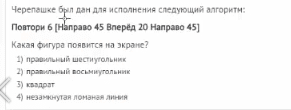 Черепашке был дан для исполнения следующий алгоритм:
Повтори 6 [Направо 45 Вперёд 20 Направо 45]
Какая фигура появится на экране?
1) правильный шестиугольник
2) правильный восьмиугольник
3) квадрат
4) незамкнутая ломаная линия